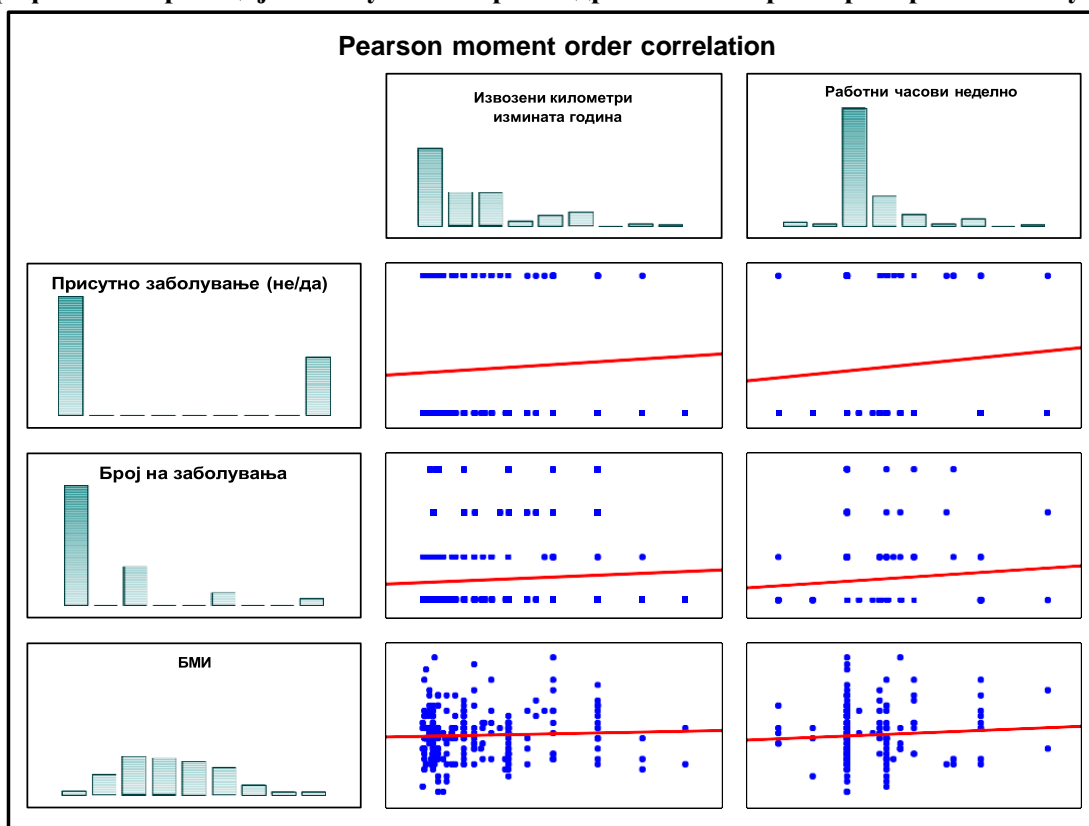 Pearson moment order correlation
Извозени километри
измината година
Работни часови неделно
Присутно заболување (не/да)
Број на заболувања
БМИ